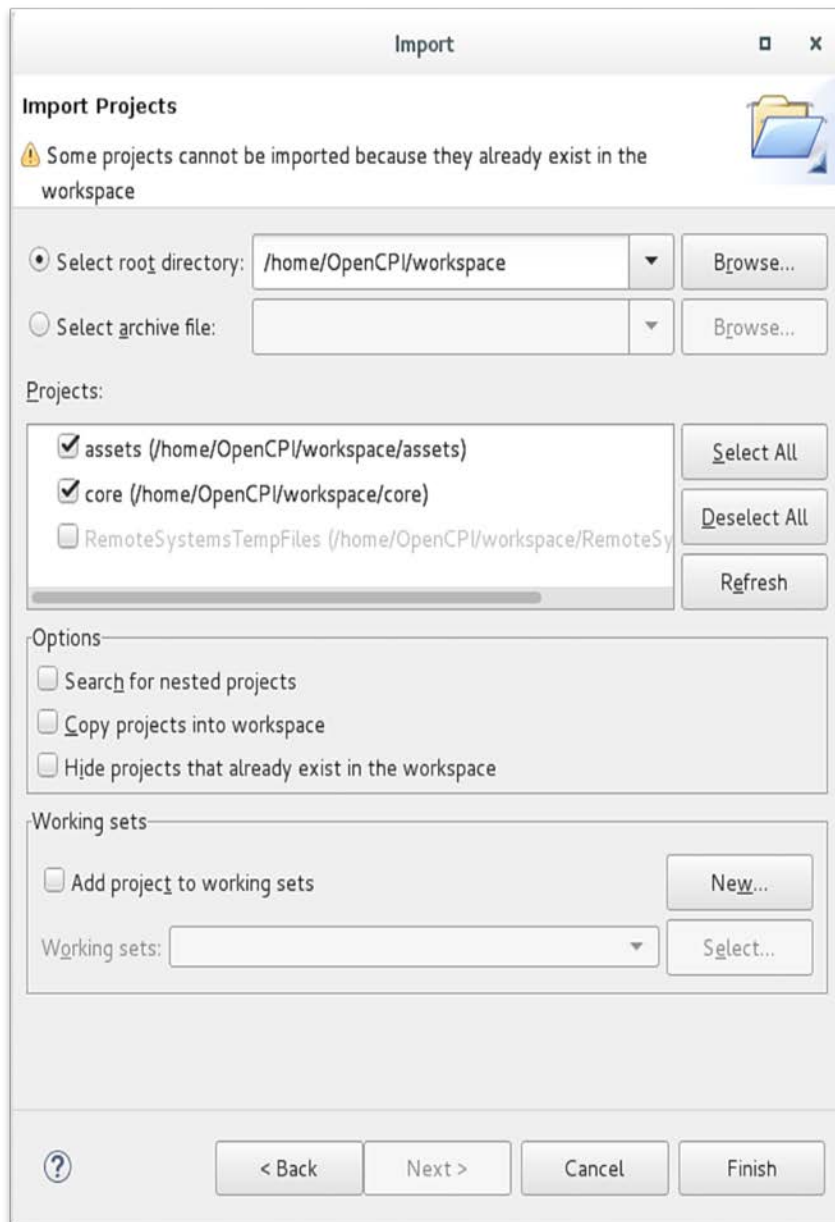 Import
Import Projects
Some projects cannot be imported because they already exist in the
workspace
Select root directory: /home/OpenCPI/workspace Browse...
Select archive file: Browse...
Projects:
assets (/home/OpenCPI/workspace/assets) Select All
core (/home/OpenCPI/workspace/core)
Deselect All
RemoteSystemsTempFiles (/home/OpenCPI/workspace/RemoteSy
Refresh
Options
Search for nested projects
Copy projects into workspace
Hide projects that already exist in the workspace
Working sets
Add project to working sets New...
Working sets: Select...
? < Back Next > Cancel Finish